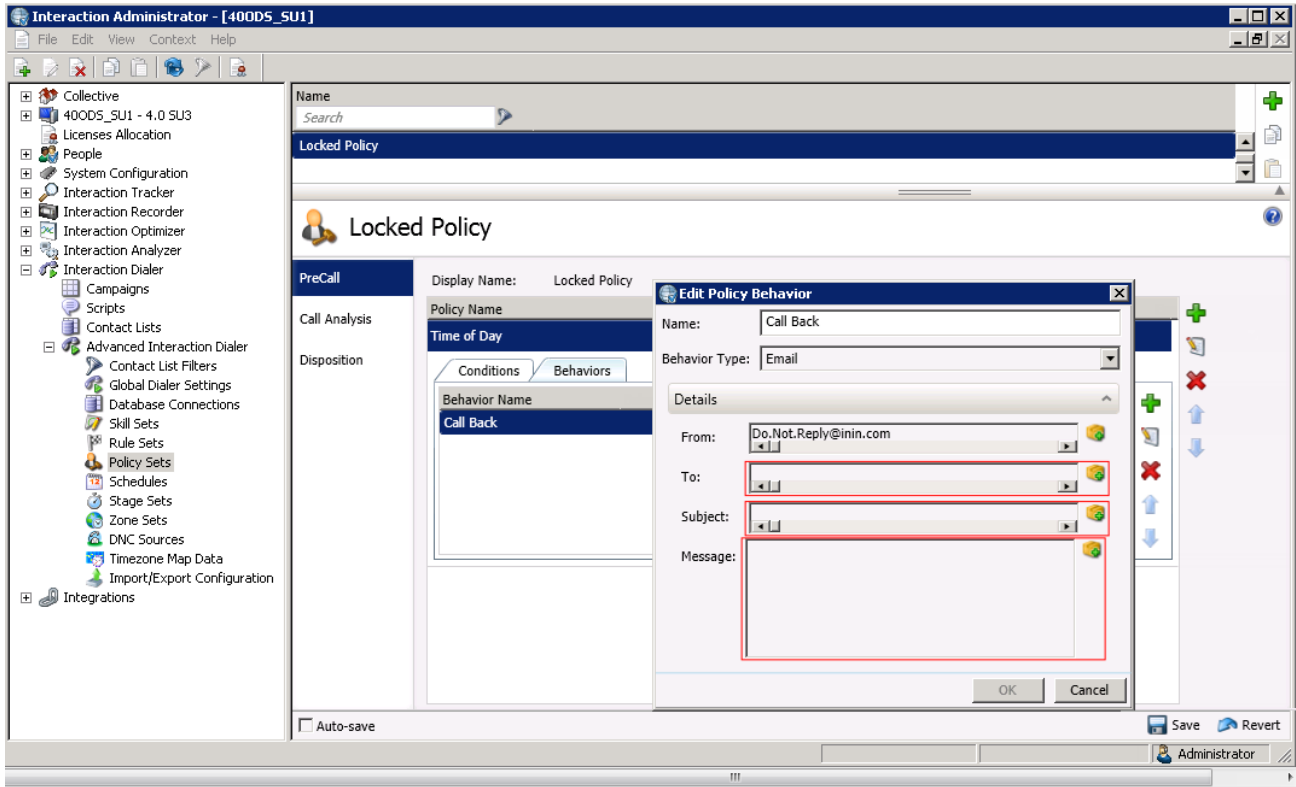 Interaction Administrator - [400DS_SU1]
File Edit View Context Help
Collective
400DS_SU1 - 4.0 SU3
Licenses Allocation
People
System Configuration
Interaction Tracker
Interaction Recorder
Interaction Optimizer
Interaction Analyzer
Interaction Dialer
Campaigns
Scripts
Contact Lists
Advanced Interaction Dialer
Contact List Filters
Global Dialer Settings
Database Connections
Skill Sets
Rule Sets
Policy Sets
Schedules
Stage Sets
Zone Sets
DNC Sources
Timezone Map Data
Import/Export Configuration
Integrations
Name
Search
Locked Policy
Locked Policy
PreCall
Call Analysis
Disposition
Display Name: Locked Policy
Policy Name
Time of Day
Conditions Behaviors
Behavior Name
Call Back
Edit Policy Behavior
Name: Call Back
Behavior Type: Email
Details
From: Do.Not.Reply@inin.com
To:
Subject:
Message:
OK Cancel
Auto-save
Save Revert
Administrator